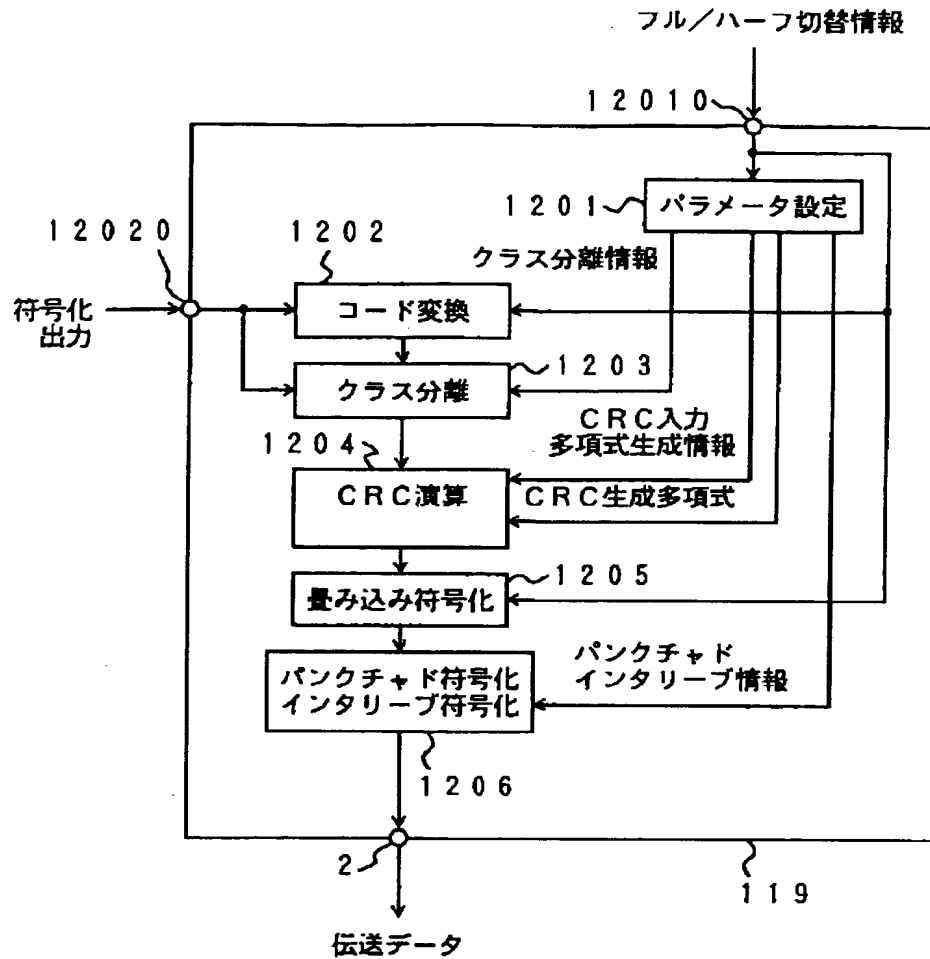 フル／ハーフ切替情報
12010
1201
パラメータ設定
12020
1202
クラス分離情報
符号化
出力
コード変換
1203
クラス分離
CRC入力
多項式生成情報
1204
CRC演算
CRC生成多項式
1205
畳み込み符号化
パンクチャド
インタリーブ情報
パンクチャド符号化
インタリーブ符号化
1206
2
119
伝送データ